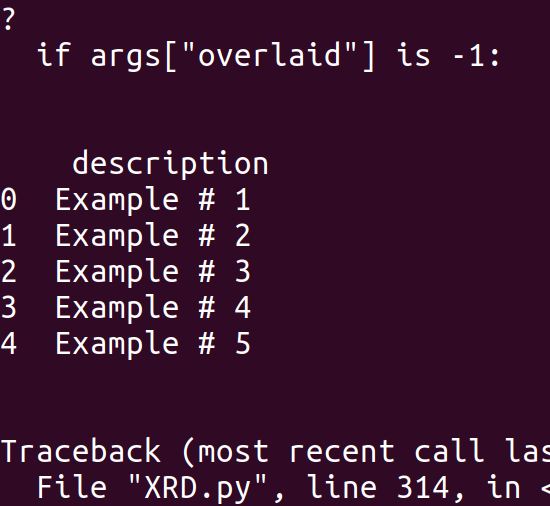 ?
  if args["overlaid"] is -1:
    description
0  Example # 1
1  Example # 2
2  Example # 3
3  Example # 4
4  Example # 5
Traceback (most recent call las
  File "XRD.py", line 314, in <